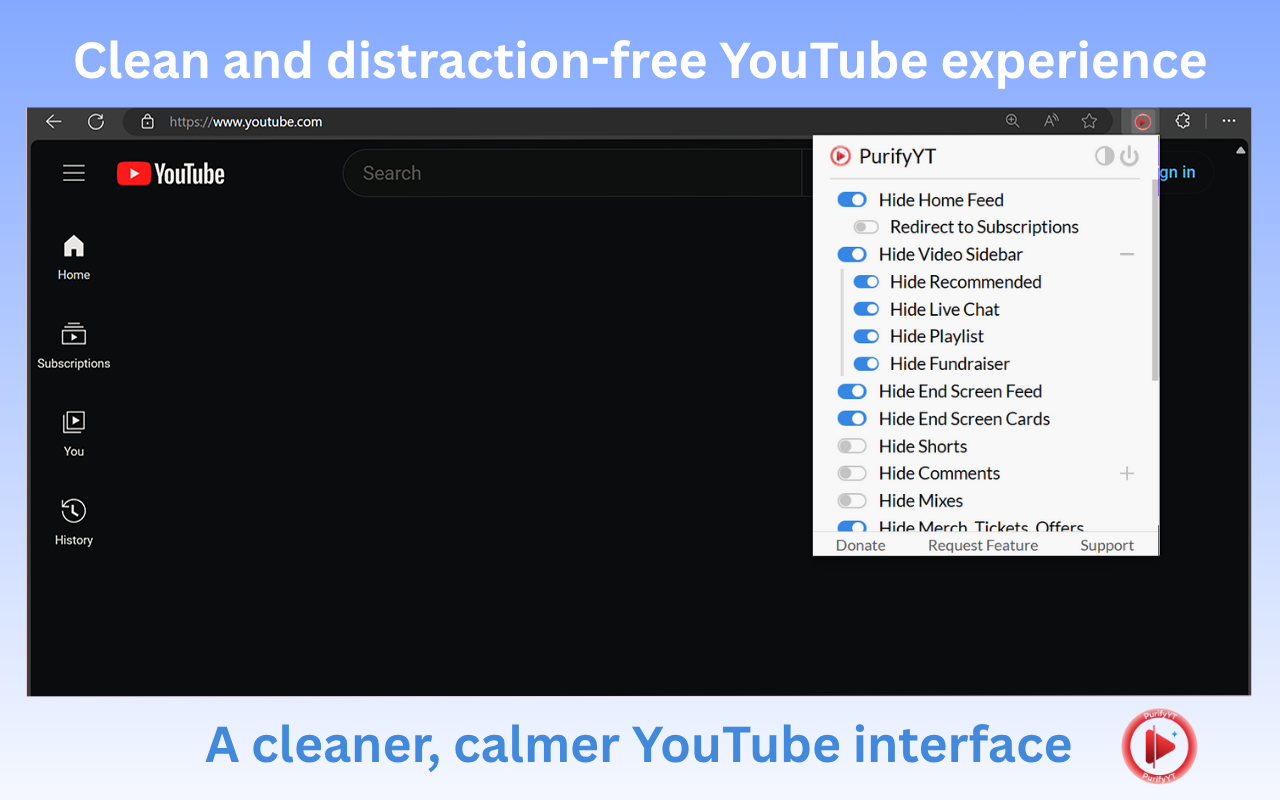 Clean and distraction-free YouTube experience
https://www.youtube.com
YouTube
Search
gn in
Home
Subscriptions
You
History
PurifyYT
Hide Home Feed
Redirect to Subscriptions
Hide Video Sidebar
Hide Recommended
Hide Live Chat
Hide Playlist
Hide Fundraiser
Hide End Screen Feed
Hide End Screen Cards
Hide Shorts
Hide Comments
Hide Mixes
Hide Merch, Tickets, Offers
Donate Request Feature Support
A cleaner, calmer YouTube interface
PurifyYT
PurifyYT